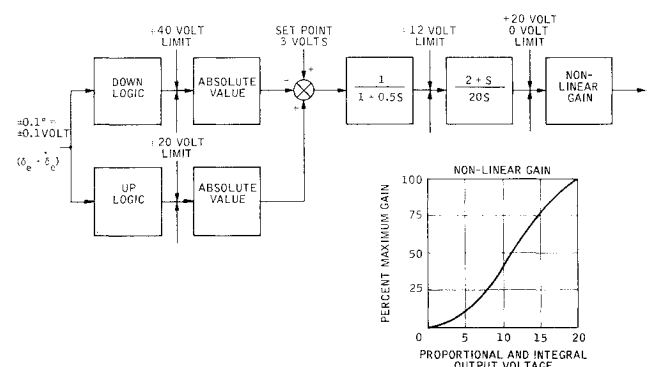 +40 VOLT
LIMIT
SET POINT
3 VOLTS
+12 VOLT
LIMIT
+20 VOLT
0 VOLT
LIMIT
DOWN
LOGIC
ABSOLUTE
VALUE
-
+
+
1
1 + 0.5S
2 + S
20S
NON-
LINEAR
GAIN
±0.1° =
±0.1 VOLT
+20 VOLT
LIMIT
UP
LOGIC
ABSOLUTE
VALUE
NON-LINEAR GAIN
PERCENT MAXIMUM GAIN
100
75
50
25
0
0 5 10 15 20
PROPORTIONAL AND INTEGRAL
OUTPUT VOLTAGE